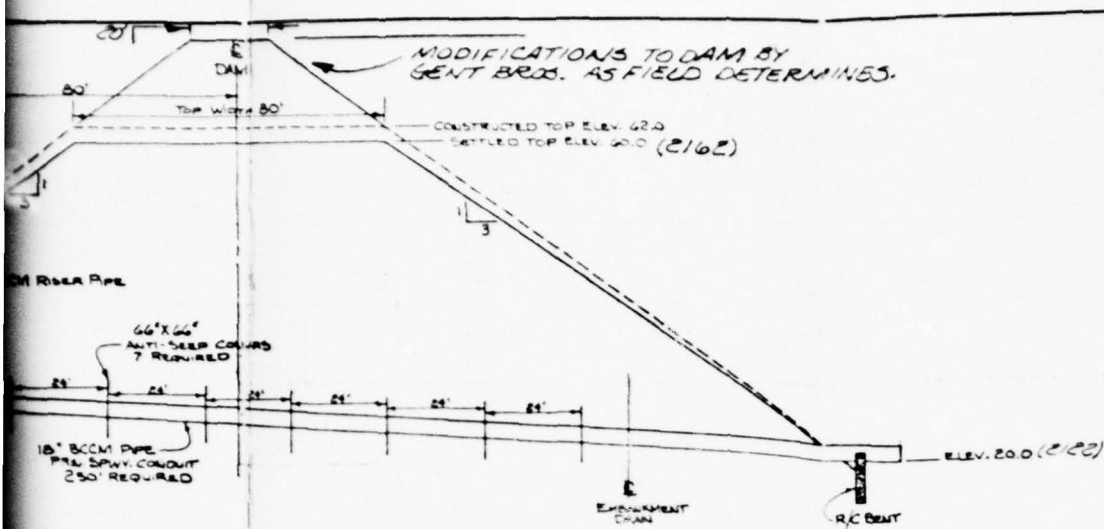 20'
℄
DAM
MODIFICATIONS TO DAM BY
GENT BROS. AS FIELD DETERMINES.
80'
TOP WIDTH 80'
CONSTRUCTED TOP ELEV. 62.0
SETTLED TOP ELEV. 60.0 (2162)
1
3
1
3
RISER PIPE
66" X 66"
ANTI-SEEP COLLARS
7 REQUIRED
24'
24'
24'
24'
24'
24'
18" BCCM PIPE
PRIN SPWY. CONDUIT
250' REQUIRED
ELEV. 20.0 (2122)
℄
EMBANKMENT
DRAIN
R/C BENT